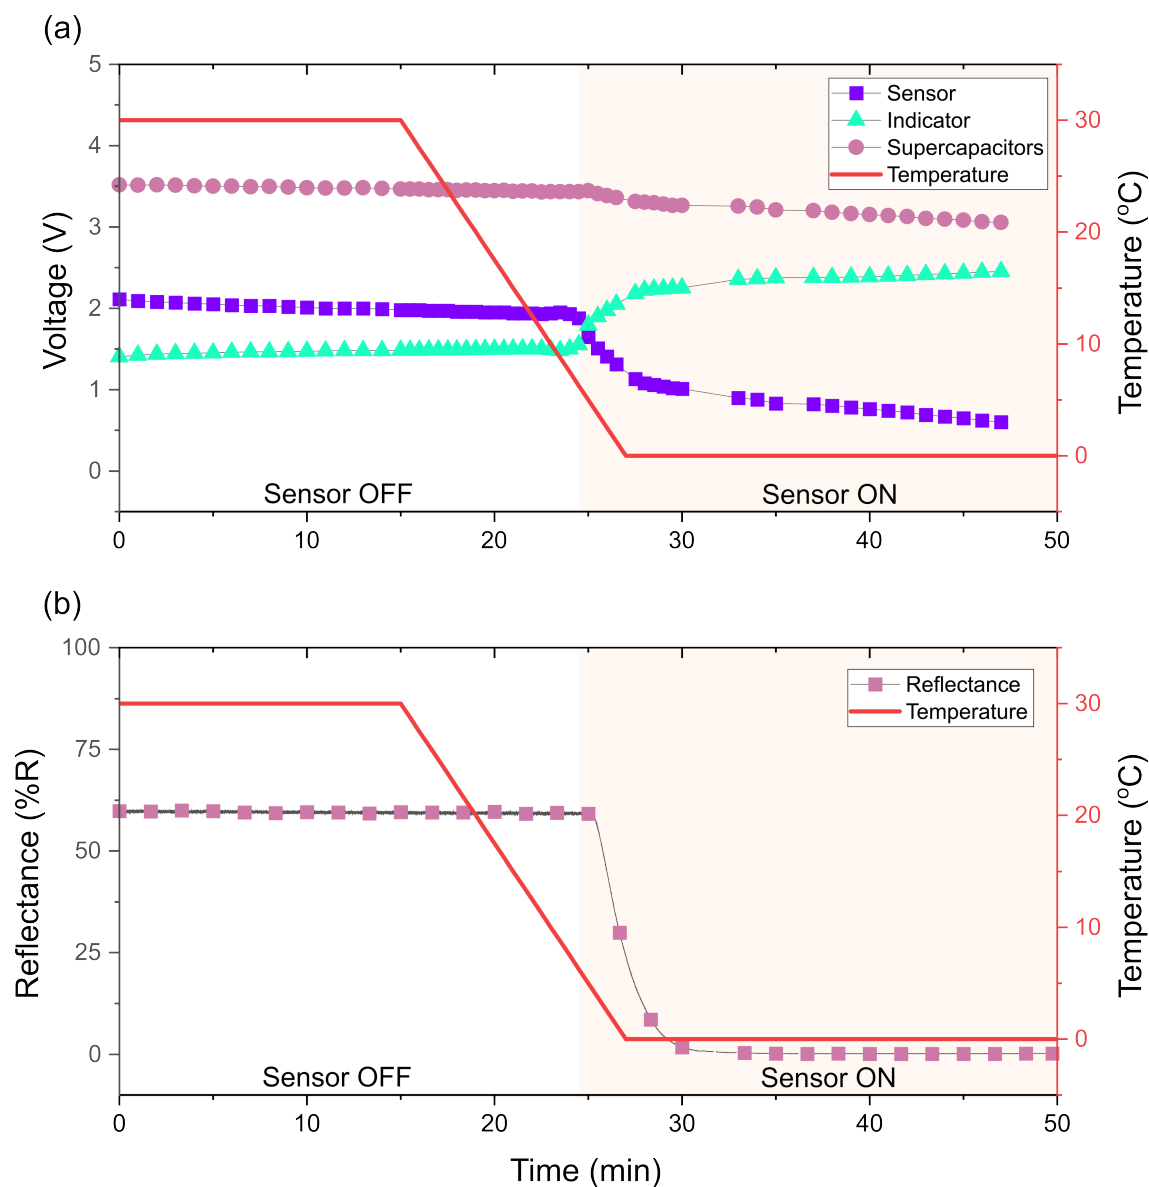 (a)
5
4
3
2
1
0
Voltage (V)
Sensor
Indicator
Supercapacitors
Temperature
30
20
10
0
Temperature (ºC)
Sensor OFF
Sensor ON
0
10
20
30
40
50
(b)
100
75
50
25
0
Reflectance (%R)
Reflectance
Temperature
30
20
10
0
Temperature (ºC)
Sensor OFF
Sensor ON
0
10
20
30
40
50
Time (min)